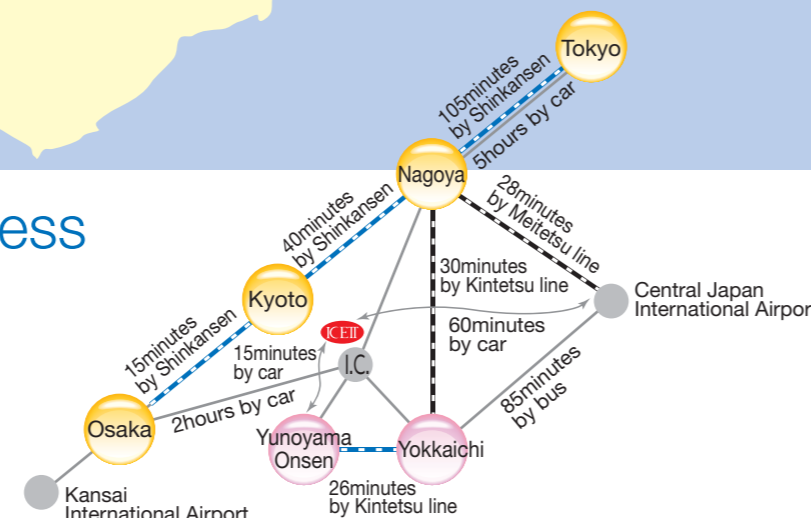 Tokyo
105minutes
by Shinkansen
5hours by car
Nagoya
ess
40minutes
by Shinkansen
28minutes
by Meitetsu line
30minutes
by Kintetsu line
Kyoto
Central Japan
International Airpor
60minutes
by car
15minutes
by Shinkansen
15minutes
by car
I.C.
2hours by car
85minutes
by bus
Osaka
Yunoyama
Onsen
Yokkaichi
26minutes
by Kintetsu line
Kansai
International Airport